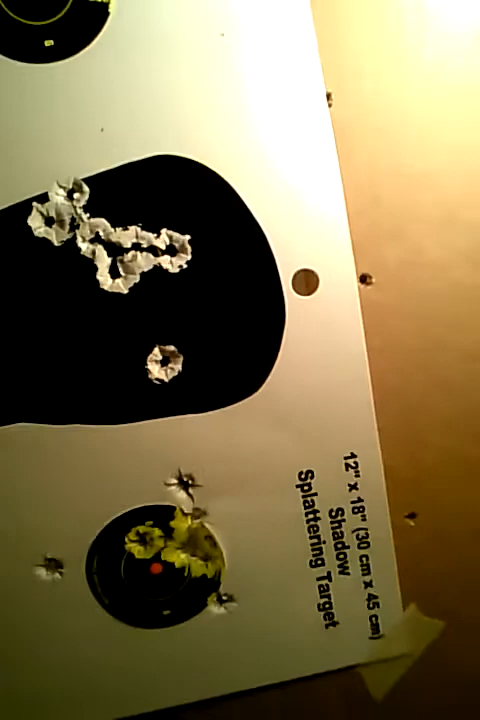 12" x 18" (30 cm x 45 cm)
Shadow
Splattering Target